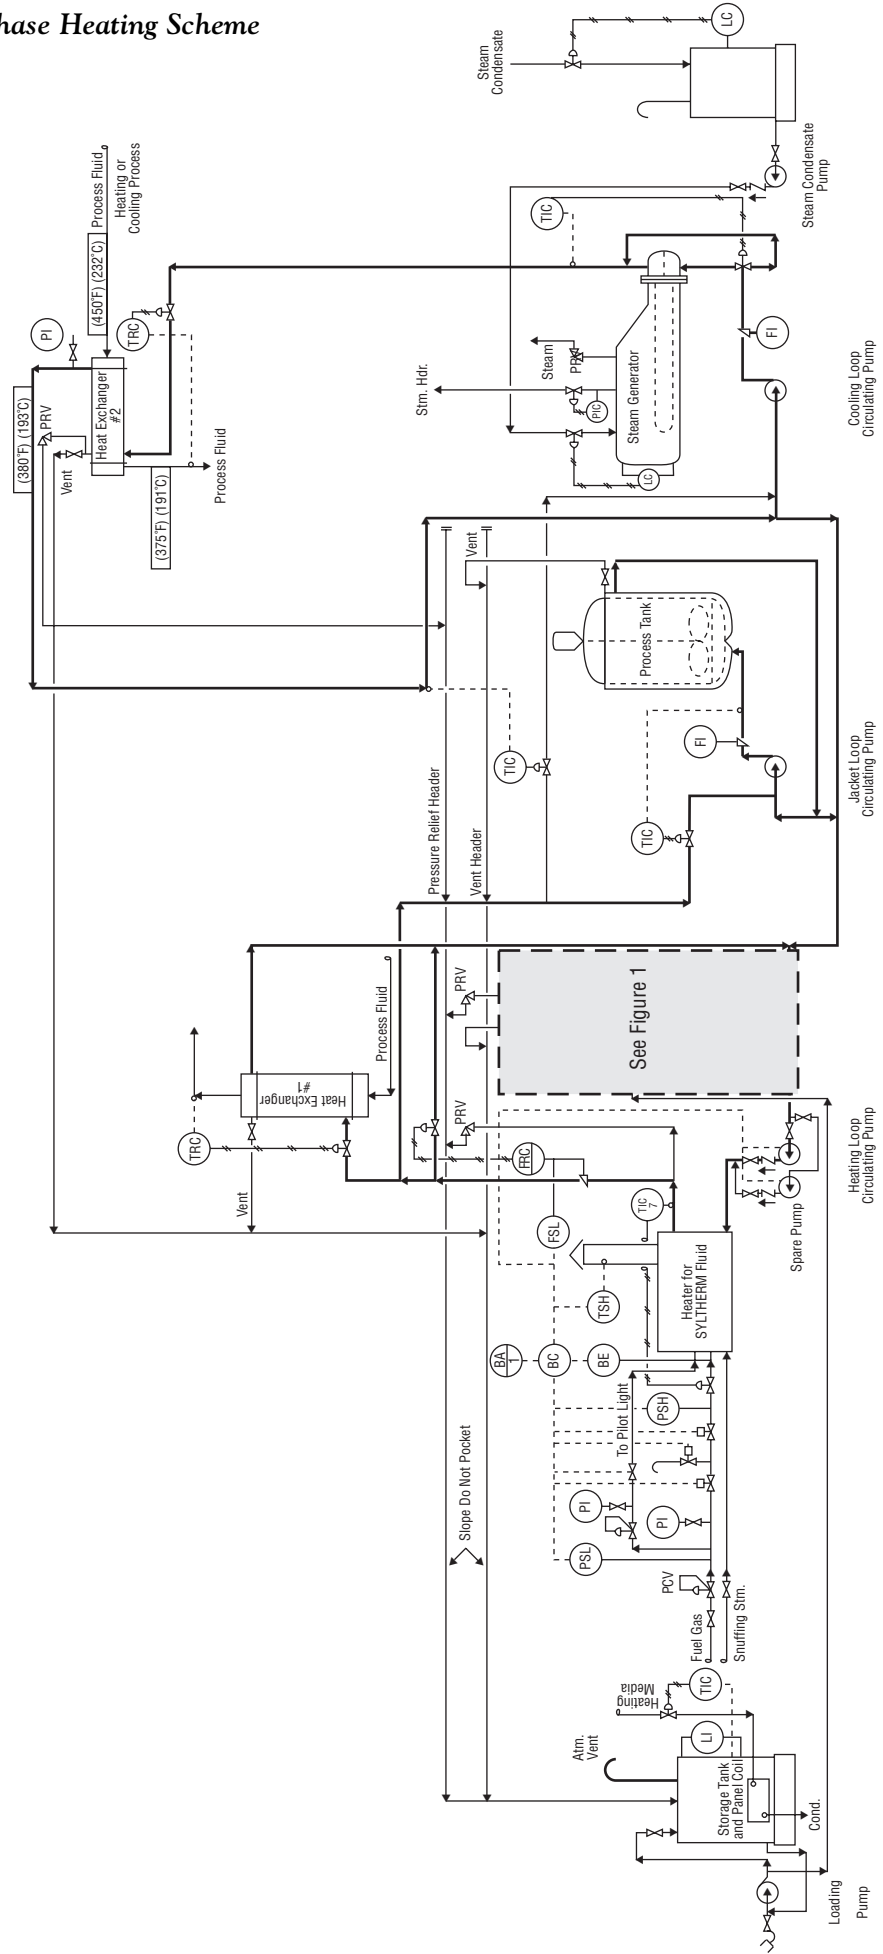 hase Heating Scheme
Steam
Condensate
LC
Steam Condensate
Pump
Process Fluid
Heating or
Cooling Process
(450°F) (232°C)
PI
TRC
Heat Exchanger
#2
(380°F) (193°C)
PRV
Vent
Process Fluid
(375°F) (191°C)
TIC
Steam
PRV
Stm. Hdr.
PIC
Steam Generator
LC
FI
Cooling Loop
Circulating Pump
Vent
Process Tank
TIC
FI
TIC
Jacket Loop
Circulating Pump
Pressure Relief Header
Vent Header
See Figure 1
PRV
Process Fluid
Heat Exchanger
#1
TRC
Vent
PRV
FRC
FSL
TIC
7
Heating Loop
Circulating Pump
Spare Pump
Heater for
SYLTHERM Fluid
TSH
BA
1
BC
BE
To Pilot Light
PSH
PI
PI
PSL
Slope Do Not Pocket
PCV
Fuel Gas
Snuffing Stm.
Heating
Media
TIC
LI
Atm.
Vent
Storage Tank
and Panel Coil
Cond.
Loading
Pump